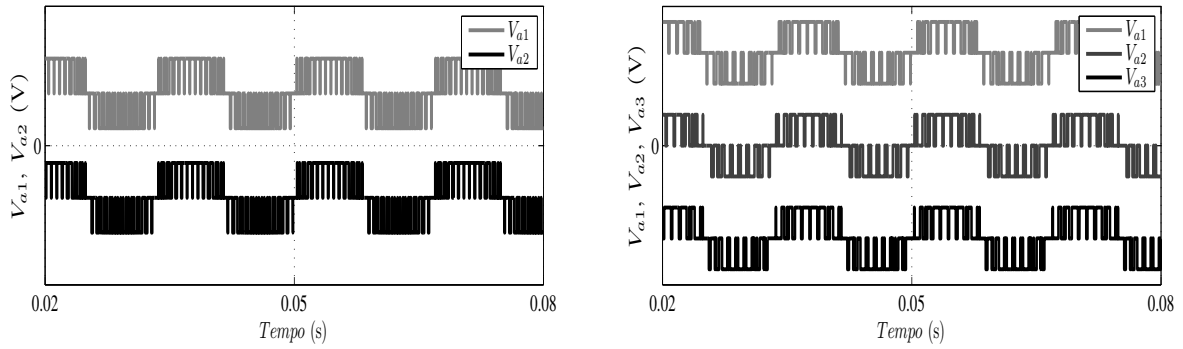 V_{a1}
V_{a2}
V_{a1}, V_{a2} (V)
0
0.02
0.05
0.08
Tempo (s)
V_{a1}
V_{a2}
V_{a3}
V_{a1}, V_{a2}, V_{a3} (V)
0
0.02
0.05
0.08
Tempo (s)